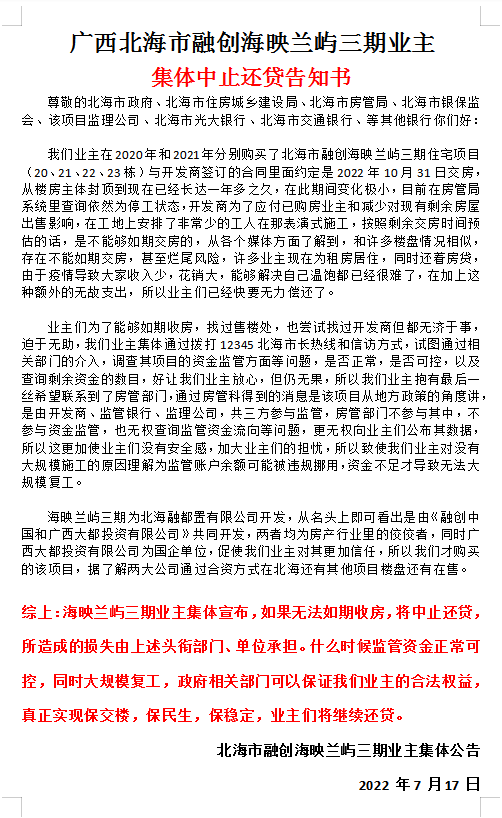 广西北海市融创海映兰屿三期业主
集体中止还贷告知书
尊敬的北海市政府、北海市住房城乡建设局、北海市房管局、北海市银保监
会、该项目监理公司、北海市光大银行、北海市交通银行、等其他银行你们好：
我们业主在2020年和2021年分别购买了北海市融创海映兰屿三期住宅项目
（20、21、22、23栋）与开发商签订的合同里面约定是2022年10月31日交房，
从楼房主体封顶到现在已经长达一年多之久，在此期间变化极小，目前在房管局
系统里查询依然为停工状态，开发商为了应付已购房业主和减少对现有剩余房屋
出售影响，在工地上安排了非常少的工人在那表演式施工，按照剩余交房时间预
估的话，是不可能够如期交房的，从各个媒体方面了解到，和许多楼盘情况相似，
存在不能如期交房，甚至烂尾风险，许多业主现在为租房居住，同时还着房贷，
由于疫情导致大家收入少，花销大，能够解决自己温饱都已经很难了，在加上这
种额外的无故支出，所以业主们已经快要无力偿还了。
业主们为了能够如期收房，找过售楼处，也尝试找过开发商但都无济于事，
迫于无助，我们业主集体通过拨打12345北海市长热线和信访方式，试图通过相
关部门的介入，调查其项目的资金监管方面等问题，是否正常，是否可控，以及
查询剩余资金的数目，好让我们业主放心，但仍无果，所以我们业主抱有最后一
丝希望联系到了房管部门，通过房管科得到的消息是该项目从地方政策的角度讲，
是由开发商、监管银行、监理公司，共三方参与监管，房管部门不参与其中，不
参与资金监管，也无权查询监管资金流向等问题，更无权向业主们公布其数据，
所以这更加使业主们没有安全感，加大业主们的担忧，所以致使我们业主对没有
大规模施工的原因理解为监管账户余额可能被违规挪用，资金不足才导致无法大
规模复工。
海映兰屿三期为北海融都置有限公司开发，从名头上即可看出是由《融创中
国和广西大都投资有限公司》共同开发，两者均为房产行业里的佼佼者，同时广
西大都投资有限公司为国企单位，促使我们业主对其更加信任，所以我们才购买
的该项目，据了解两大公司通过合资方式在北海还有其他项目楼盘还有在售。
综上：海映兰屿三期业主集体宣布，如果无法如期收房，将中止还贷，
所造成的损失由上述头衔部门、单位承担。什么时候监管资金正常可
控，同时大规模复工，政府相关部门可以保证我们业主的合法权益，
真正实现保交楼，保民生，保稳定，业主们将继续还贷。
北海市融创海映兰屿三期业主集体公告
2022 年 7 月 17 日